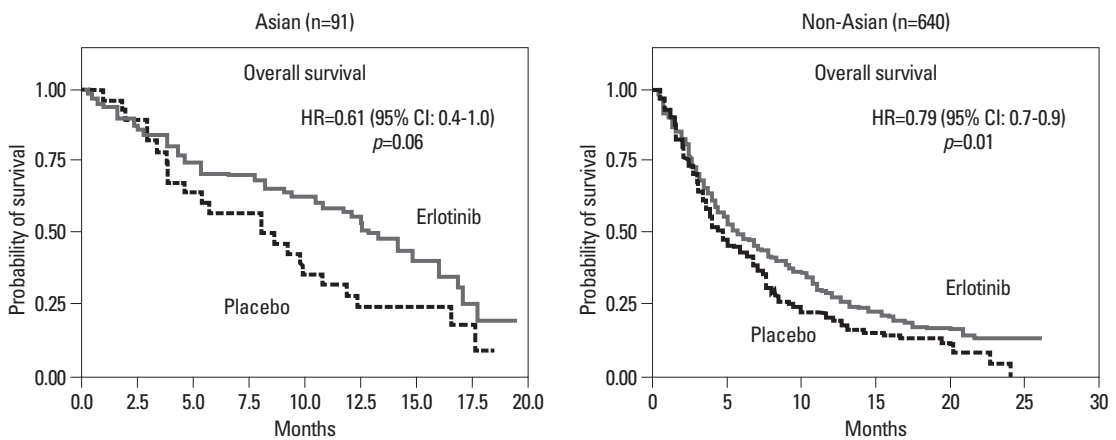 Asian (n=91)
Overall survival
HR=0.61 (95% CI: 0.4-1.0)
p=0.06
Erlotinib
Placebo
Probability of survival
1.00
0.75
0.50
0.25
0.00
0.0 2.5 5.0 7.5 10.0 12.5 15.0 17.5 20.0
Months
Non-Asian (n=640)
Overall survival
HR=0.79 (95% CI: 0.7-0.9)
p=0.01
Erlotinib
Placebo
Probability of survival
1.00
0.75
0.50
0.25
0.00
0 5 10 15 20 25 30
Months